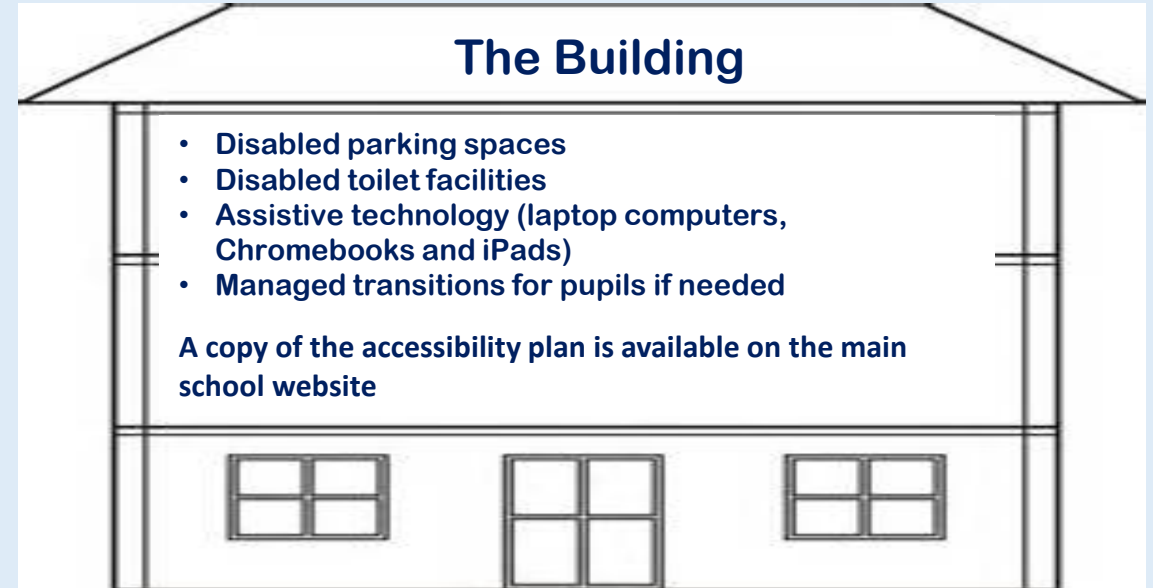 The Building
• Disabled parking spaces
• Disabled toilet facilities
• Assistive technology (laptop computers,
Chromebooks and iPads)
• Managed transitions for pupils if needed
A copy of the accessibility plan is available on the main
school website